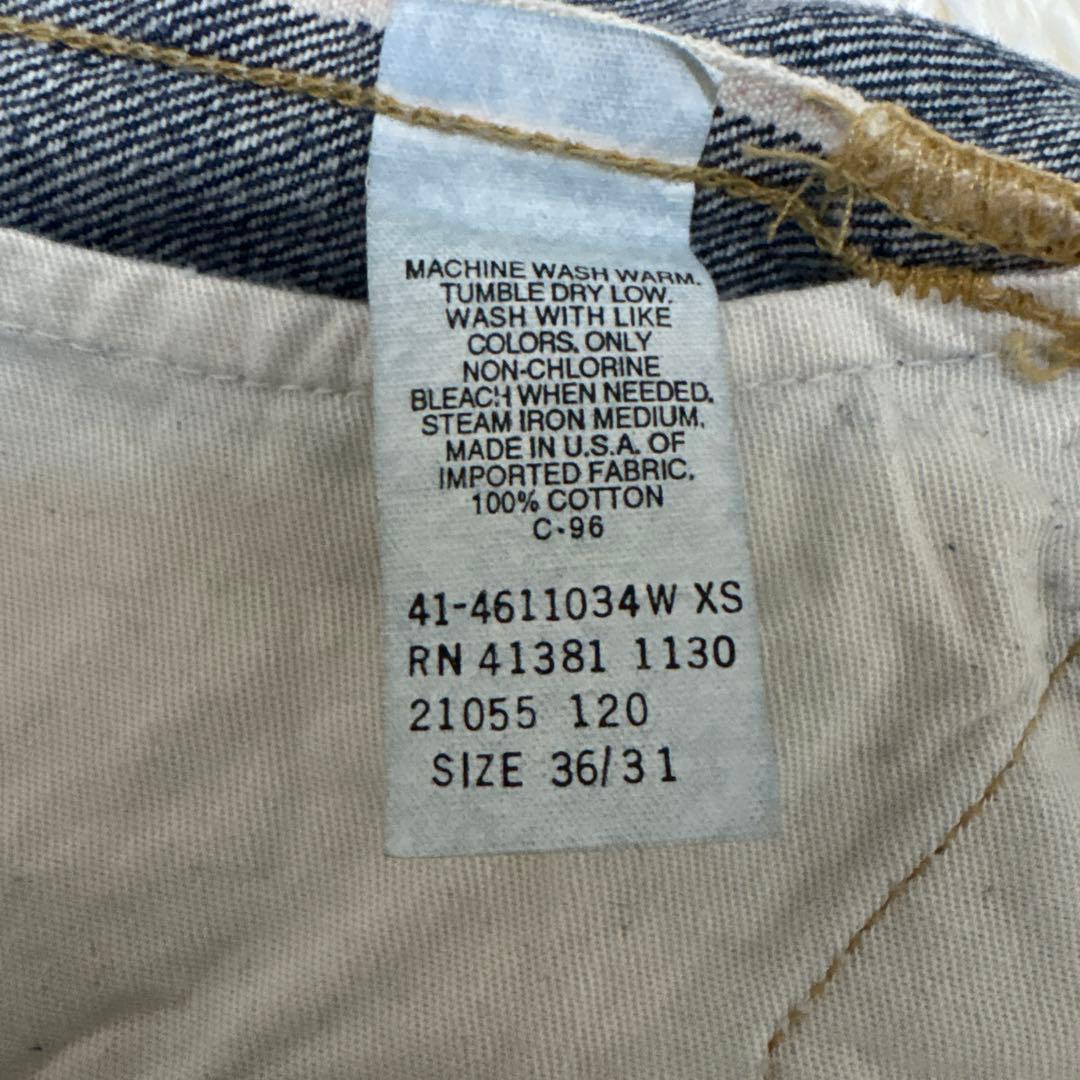 MACHINE WASH WARM.
TUMBLE DRY LOW.
WASH WITH LIKE
COLORS. ONLY
NON-CHLORINE
BLEACH WHEN NEEDED.
STEAM IRON MEDIUM.
MADE IN U.S.A. OF
IMPORTED FABRIC.
100% COTTON
C-96
41-4611034W XS
RN 41381 1130
21055 120
SIZE 36/31